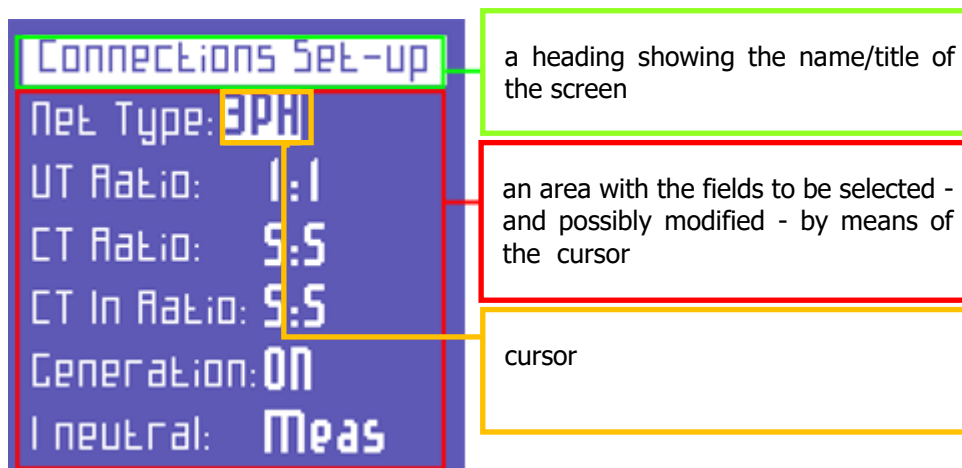 Connections Set-up
Net Type: 3PH
VT Ratio: 1:1
CT Ratio: 5:5
CT In Ratio: 5:5
Generation: ON
I neutral: Meas
a heading showing the name/title of
the screen
an area with the fields to be selected -
and possibly modified - by means of
the cursor
cursor